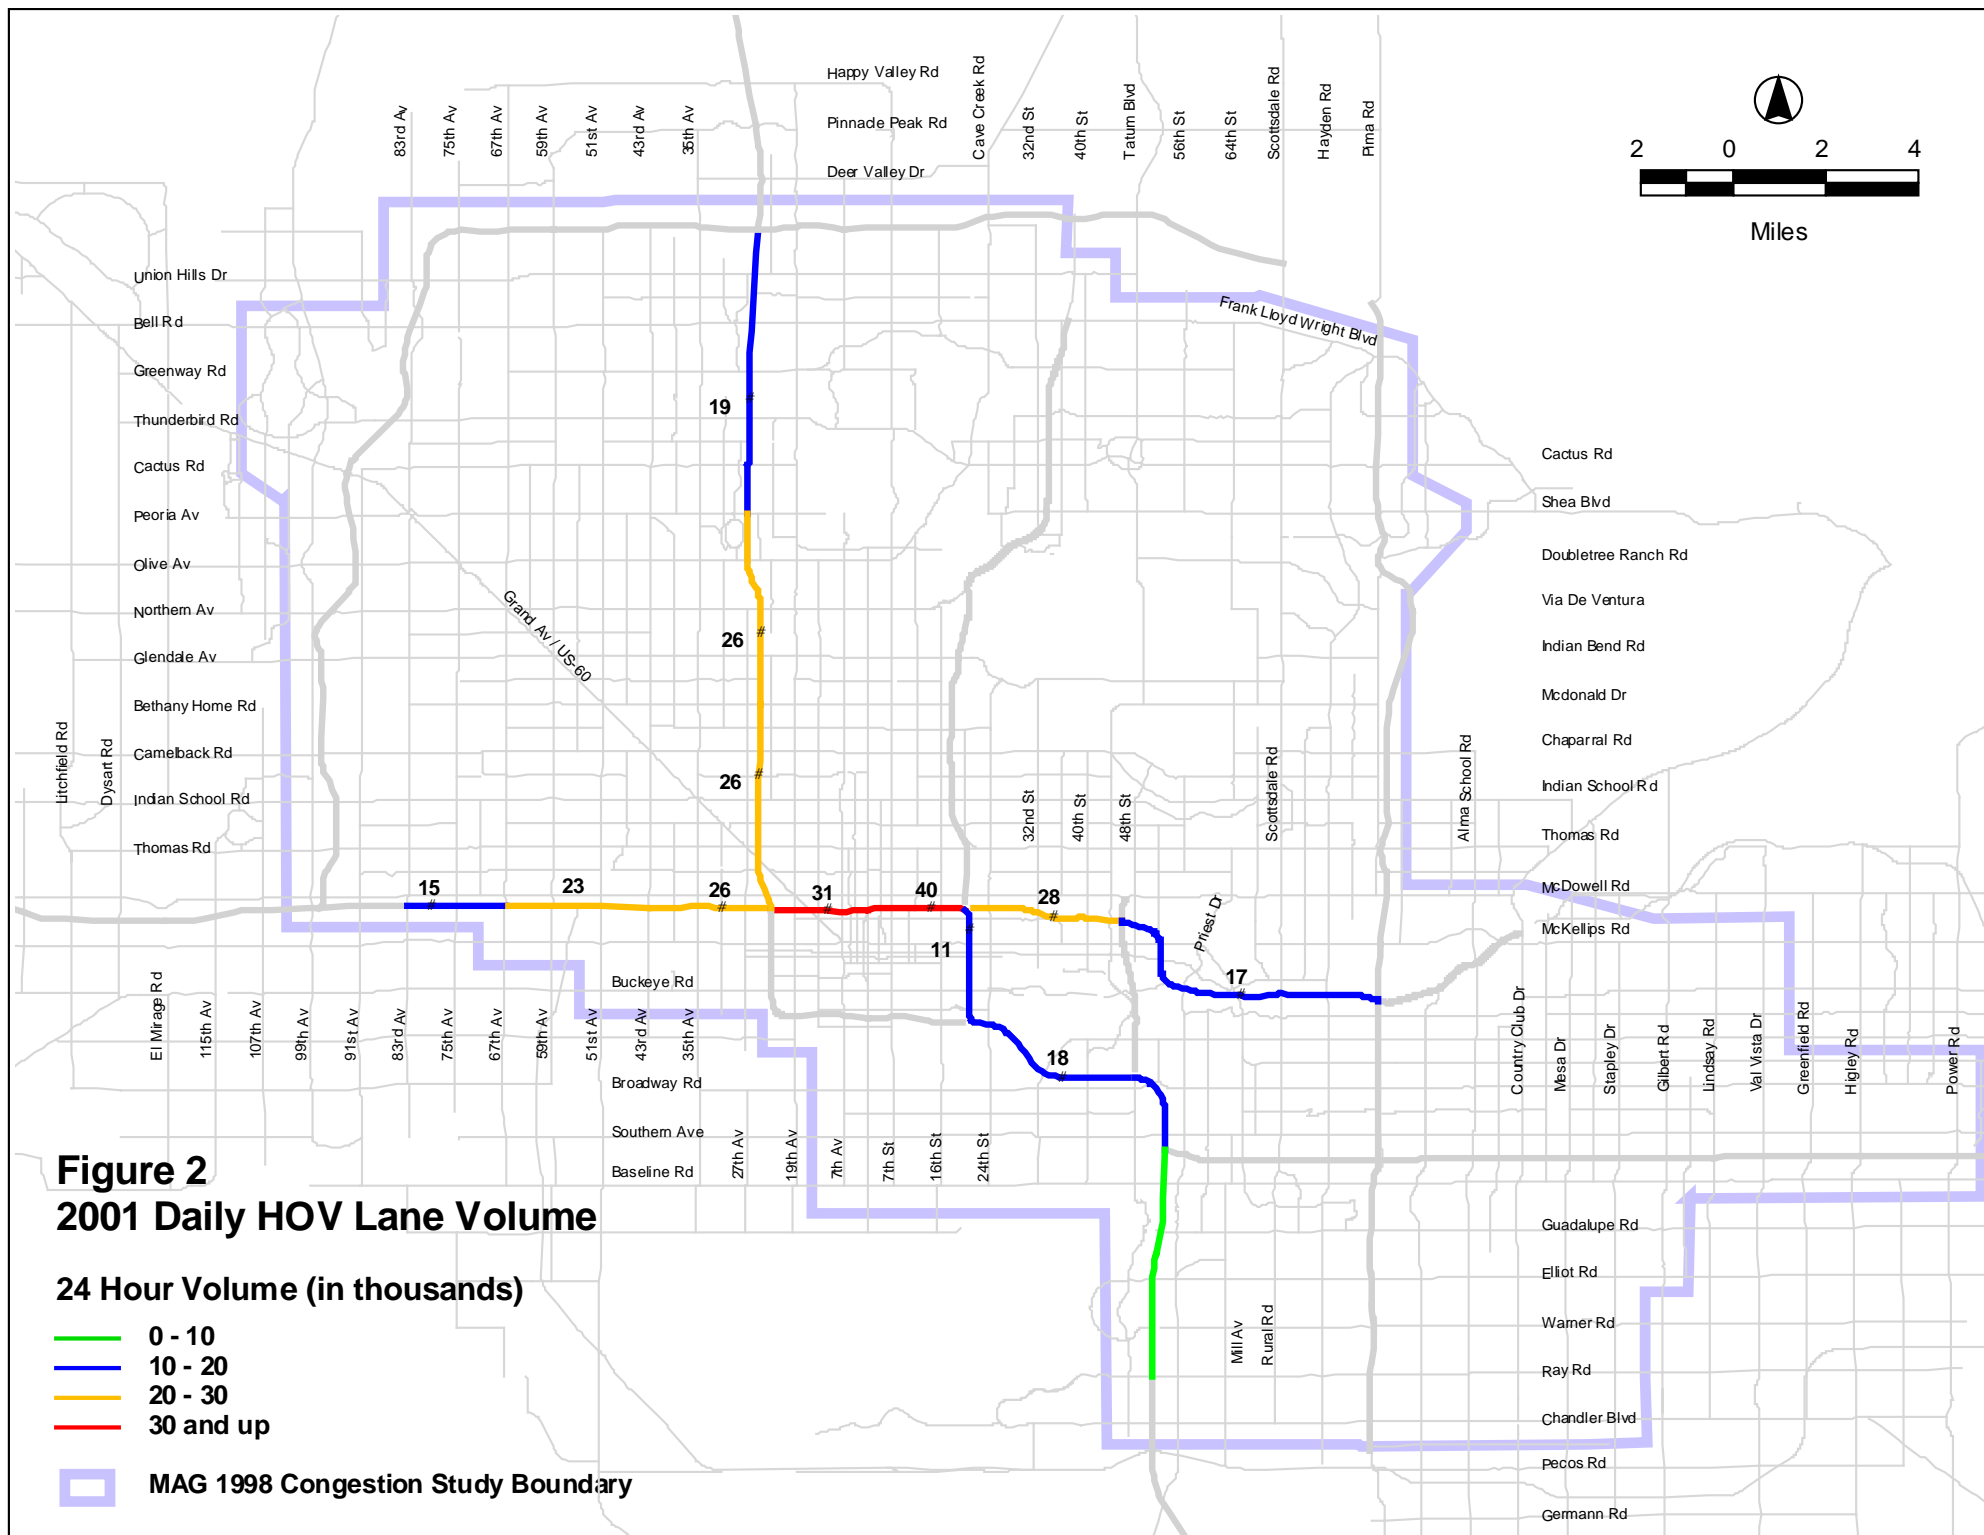 Happy Valley Rd
Pinnacle Peak Rd
Deer Valley Dr
83rd Av
75th Av
67th Av
59th Av
51st Av
43rd Av
35th Av
Cave Creek Rd
32nd St
40th St
Tatum Blvd
56th St
64th St
Scottsdale Rd
Hayden Rd
Pima Rd
2 0 2 4
Miles
Union Hills Dr
Bell Rd
Greenway Rd
Thunderbird Rd
Cactus Rd
Peoria Av
Olive Av
Northern Av
Glendale Av
Bethany Home Rd
Camelback Rd
Indian School Rd
Thomas Rd
Litchfield Rd
Dysart Rd
Grand Av / US-60
Frank Lloyd Wright Blvd
Cactus Rd
Shea Blvd
Doubletree Ranch Rd
Via De Ventura
Indian Bend Rd
Mcdonald Dr
Chaparral Rd
Indian School Rd
Thomas Rd
McDowell Rd
McKellips Rd
19
26
26
15
23
26
31
40
28
11
17
18
32nd St
40th St
48th St
Scottsdale Rd
Alma School Rd
Priest Dr
El Mirage Rd
115th Av
107th Av
99th Av
91st Av
83rd Av
75th Av
67th Av
59th Av
51st Av
43rd Av
35th Av
Buckeye Rd
Broadway Rd
Southern Ave
Baseline Rd
27th Av
19th Av
7th Av
7th St
16th St
24th St
Country Club Dr
Mesa Dr
Stapley Dr
Gilbert Rd
Lindsay Rd
Val Vista Dr
Greenfield Rd
Higley Rd
Power Rd
Mill Av
Rural Rd
Guadalupe Rd
Elliot Rd
Warner Rd
Ray Rd
Chandler Blvd
Pecos Rd
Germann Rd
Figure 2
2001 Daily HOV Lane Volume
24 Hour Volume (in thousands)
0 - 10
10 - 20
20 - 30
30 and up
MAG 1998 Congestion Study Boundary